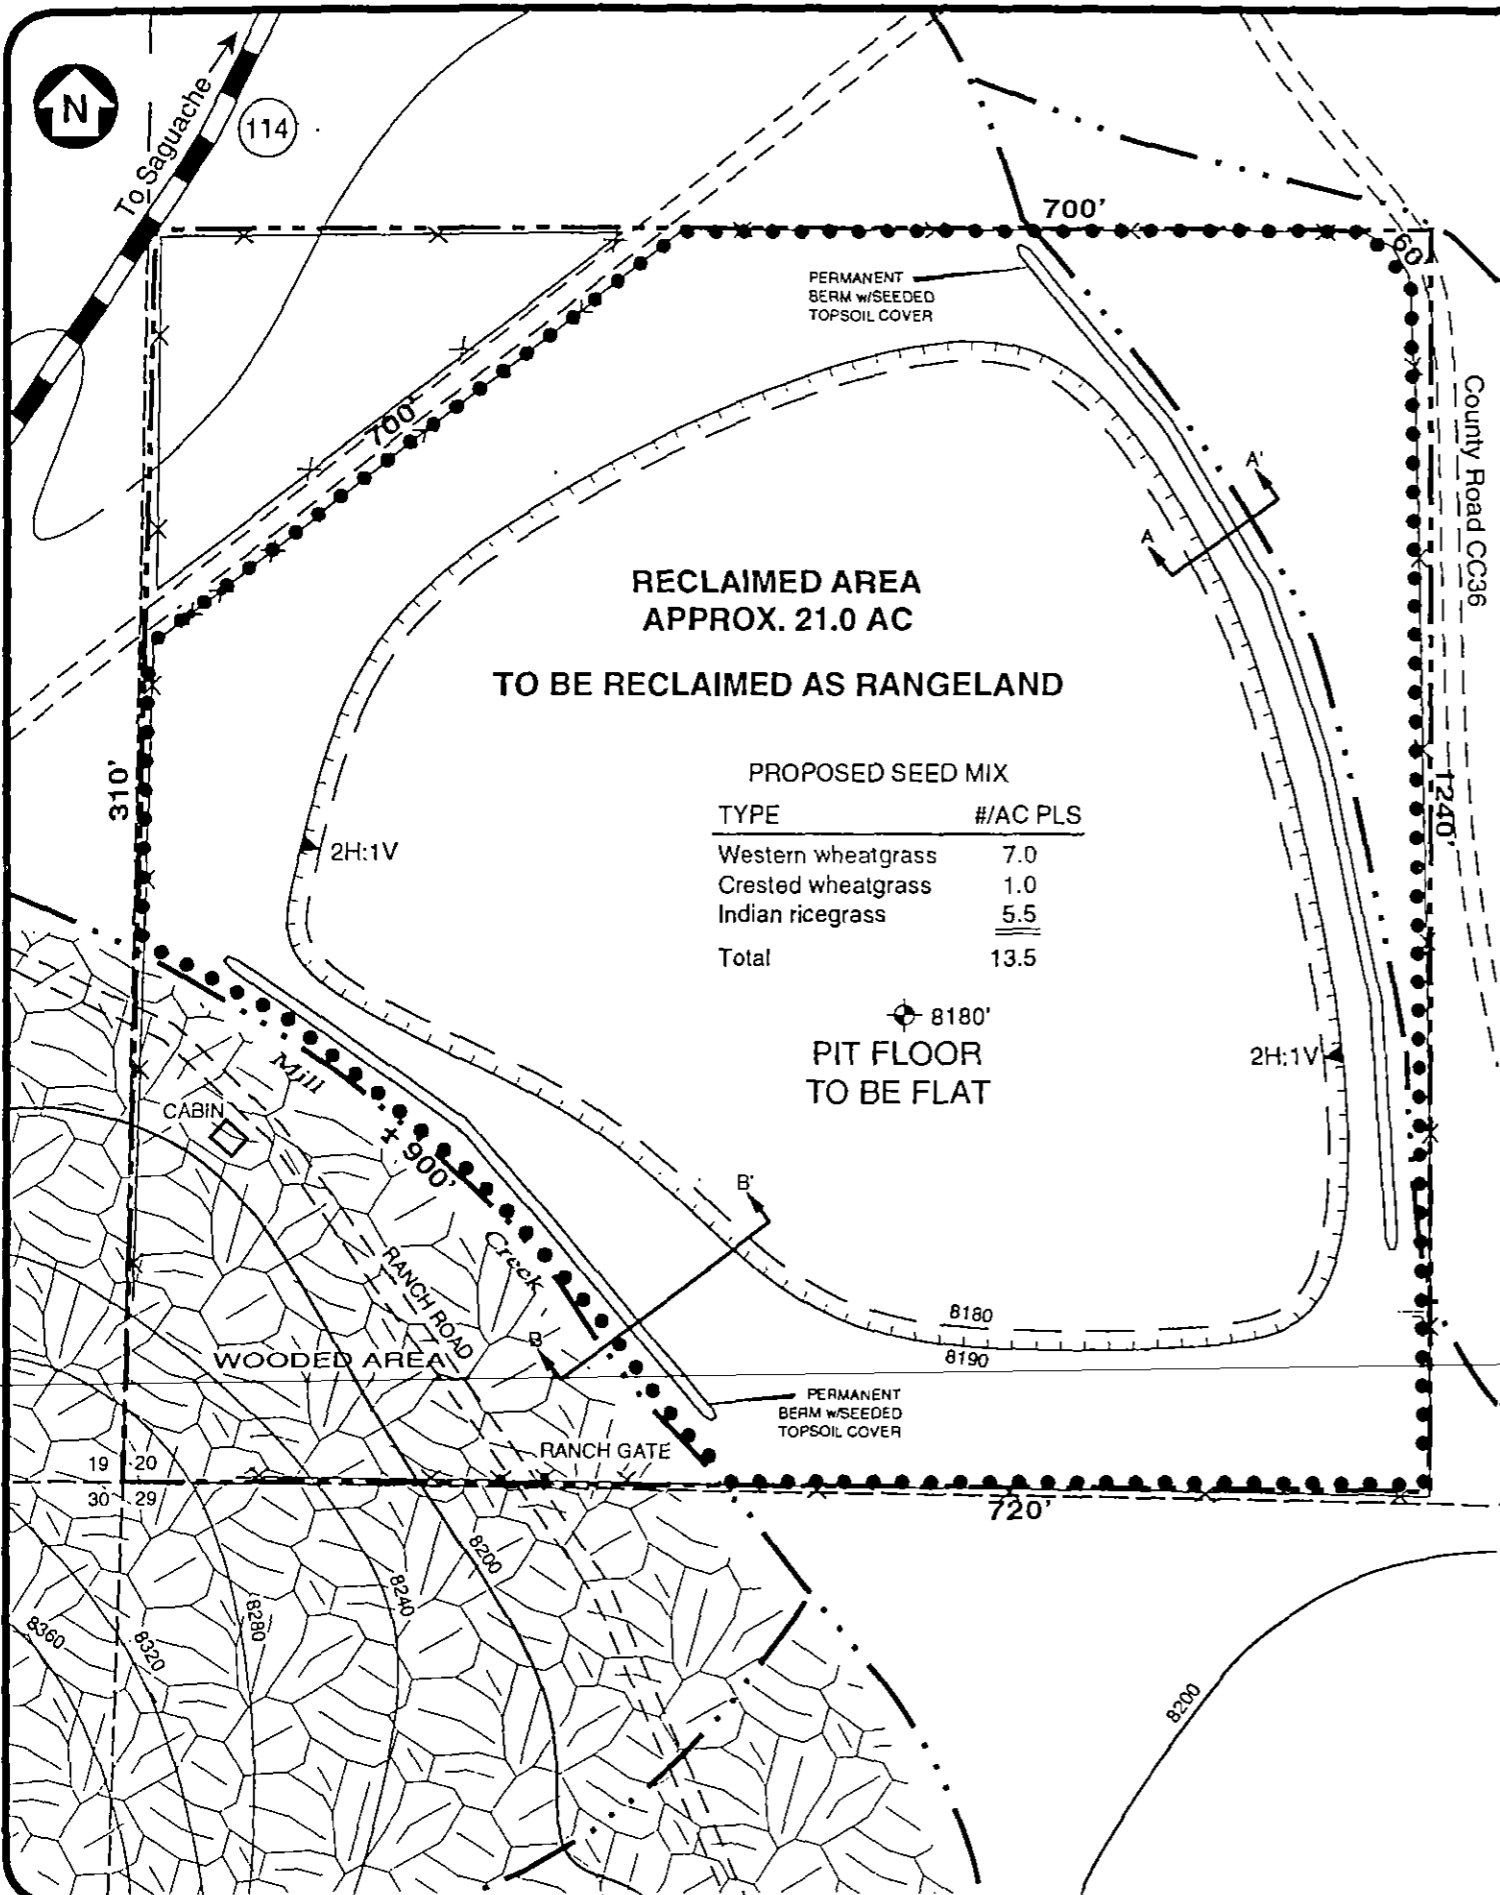 N
To Saguache
114
700'
60'
PERMANENT
BERM w/SEEDED
TOPSOIL COVER
County Road CC36
700'
A'
A
RECLAIMED AREA
APPROX. 21.0 AC
TO BE RECLAIMED AS RANGELAND
310'
1240'
PROPOSED SEED MIX
TYPE #/AC PLS
Western wheatgrass 7.0
Crested wheatgrass 1.0
Indian ricegrass 5.5
Total 13.5
2H:1V
8180'
PIT FLOOR
TO BE FLAT
2H:1V
Mill
CABIN
± 900'
B'
Creek
RANCH ROAD
B
WOODED AREA
8180
8190
PERMANENT
BERM w/SEEDED
TOPSOIL COVER
RANCH GATE
19 20
30 29
720'
8200
8240
8280
8320
8360
8200